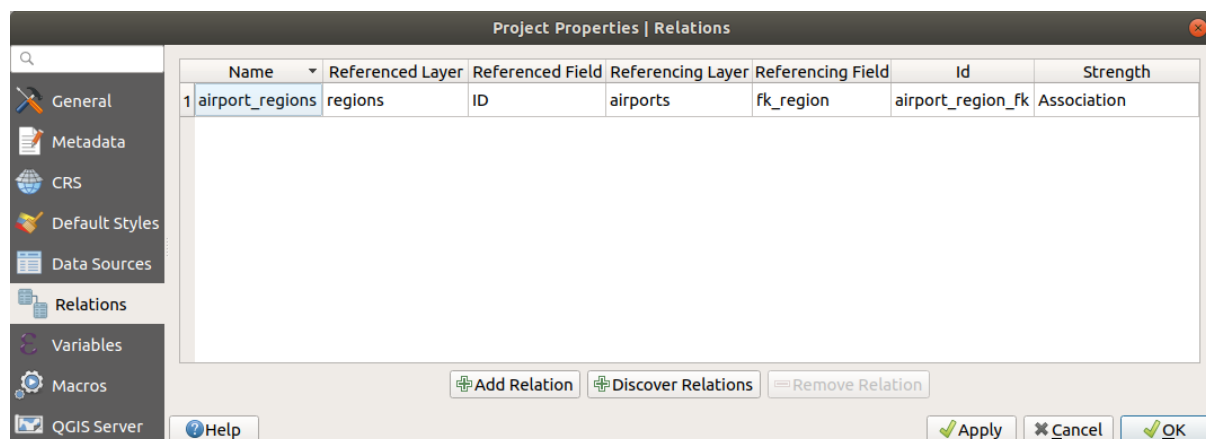 Project Properties | Relations
General
Metadata
CRS
Default Styles
Data Sources
Relations
Variables
Macros
QGIS Server
Name Referenced Layer Referenced Field Referencing Layer Referencing Field Id Strength
1 airport_regions regions ID airports fk_region airport_region_fk Association
Add Relation Discover Relations Remove Relation
Help Apply Cancel OK